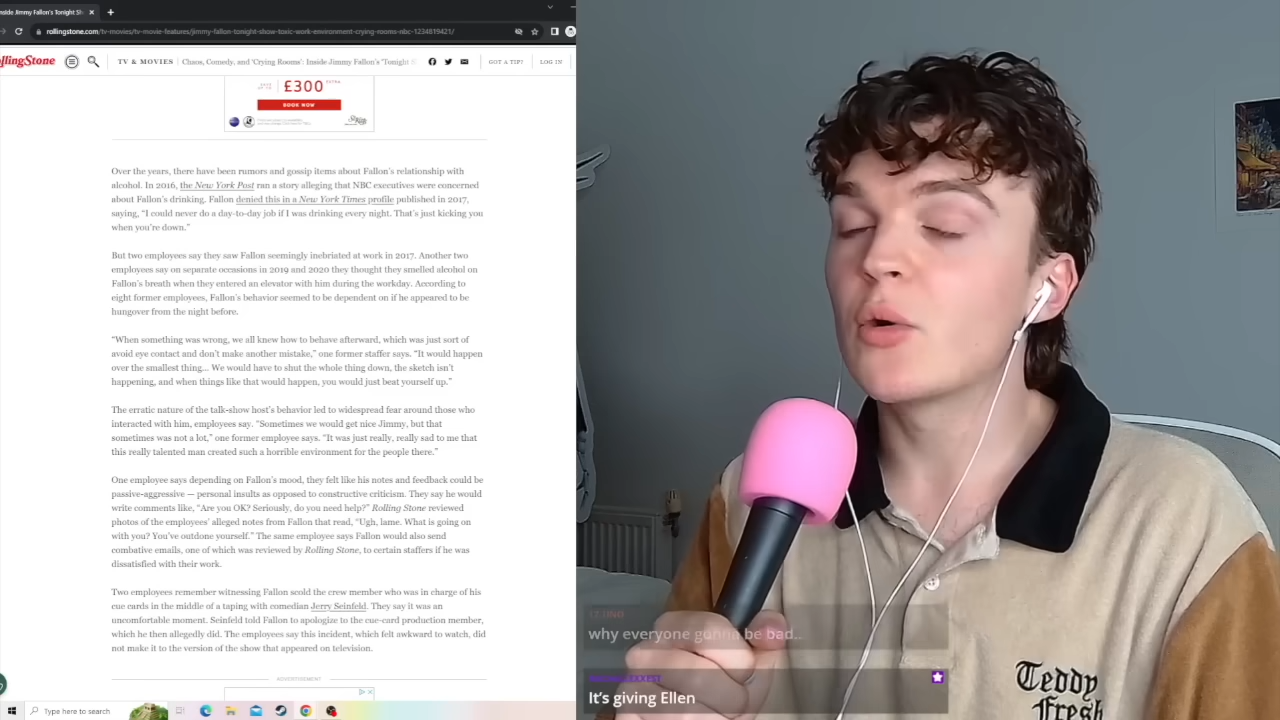 nside Jimmy Fallon's Tonight Sh
rollingstone.com/tv-movies/tv-movie-features/jimmy-fallon-tonight-show-toxic-work-environment-crying-rooms-nbc-1234819421/
llingStone
TV & MOVIES
Chaos, Comedy, and 'Crying Rooms': Inside Jimmy Fallon's 'Tonight S
GOT A TIP?
LOG IN
£300
EXTRA
BOOK NOW
Over the years, there have been rumors and gossip items about Fallon's relationship with
alcohol. In 2016, the New York Post ran a story alleging that NBC executives were concerned
about Fallon's drinking. Fallon denied this in a New York Times profile published in 2017,
saying, “I could never do a day-to-day job if I was drinking every night. That's just kicking you
when you're down.”
But two employees say they saw Fallon seemingly inebriated at work in 2017. Another two
employees say on separate occasions in 2019 and 2020 they thought they smelled alcohol on
Fallon's breath when they entered an elevator with him during the workday. According to
eight former employees, Fallon's behavior seemed to be dependent on if he appeared to be
hungover from the night before.
“When something was wrong, we all knew how to behave afterward, which was just sort of
avoid eye contact and don't make another mistake,” one former staffer says. “It would happen
over the smallest thing... We would have to shut the whole thing down, the sketch isn't
happening, and when things like that would happen, you would just beat yourself up.”
The erratic nature of the talk-show host's behavior led to widespread fear around those who
interacted with him, employees say. “Sometimes we would get nice Jimmy, but that
sometimes was not a lot,” one former employee says. “It was just really, really sad to me that
this really talented man created such a horrible environment for the people there.”
One employee says depending on Fallon's mood, they felt like his notes and feedback could be
passive-aggressive — personal insults as opposed to constructive criticism. They say he would
write comments like, “Are you OK? Seriously, do you need help?” Rolling Stone reviewed
photos of the employees' alleged notes from Fallon that read, “Ugh, lame. What is going on
with you? You've outdone yourself.” The same employee says Fallon would also send
combative emails, one of which was reviewed by Rolling Stone, to certain staffers if he was
dissatisfied with their work.
Two employees remember witnessing Fallon scold the crew member who was in charge of his
cue cards in the middle of a taping with comedian Jerry Seinfeld. They say it was an
uncomfortable moment. Seinfeld told Fallon to apologize to the cue-card production member,
which he then allegedly did. The employees say this incident, which felt awkward to watch, did
not make it to the version of the show that appeared on television.
ADVERTISEMENT
Type here to search
why everyone gonna be bad..
It's giving Ellen
Teddy
Fresh